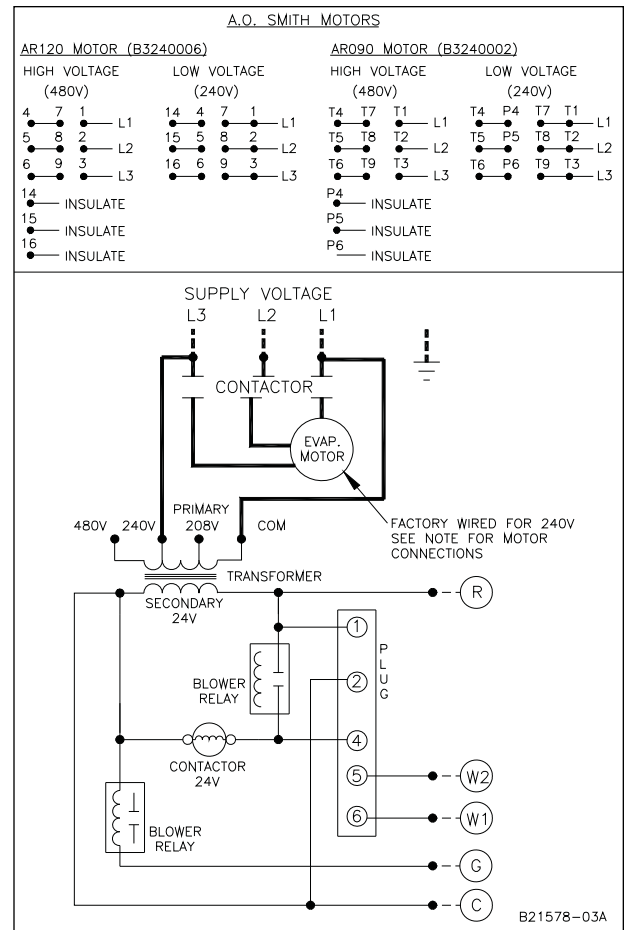 A.O. SMITH MOTORS
AR120 MOTOR (B3240006)
HIGH VOLTAGE
(480V)
4 7 1
L1
5 8 2
L2
6 9 3
L3
14
INSULATE
15
INSULATE
16
INSULATE
LOW VOLTAGE
(240V)
14 4 7 1
L1
15 5 8 2
L2
16 6 9 3
L3
AR090 MOTOR (B3240002)
HIGH VOLTAGE
(480V)
T4 T7 T1
L1
T5 T8 T2
L2
T6 T9 T3
L3
P4
INSULATE
P5
INSULATE
P6
INSULATE
LOW VOLTAGE
(240V)
T4 P4 T7 T1
L1
T5 P5 T8 T2
L2
T6 P6 T9 T3
L3
SUPPLY VOLTAGE
L3 L2 L1
CONTACTOR
EVAP.
MOTOR
FACTORY WIRED FOR 240V
SEE NOTE FOR MOTOR
CONNECTIONS
PRIMARY
480V 240V 208V COM
TRANSFORMER
SECONDARY
24V
R
1
PLUG
2
BLOWER
RELAY
4
CONTACTOR
24V
5
W2
6
W1
BLOWER
RELAY
G
C
B21578-03A